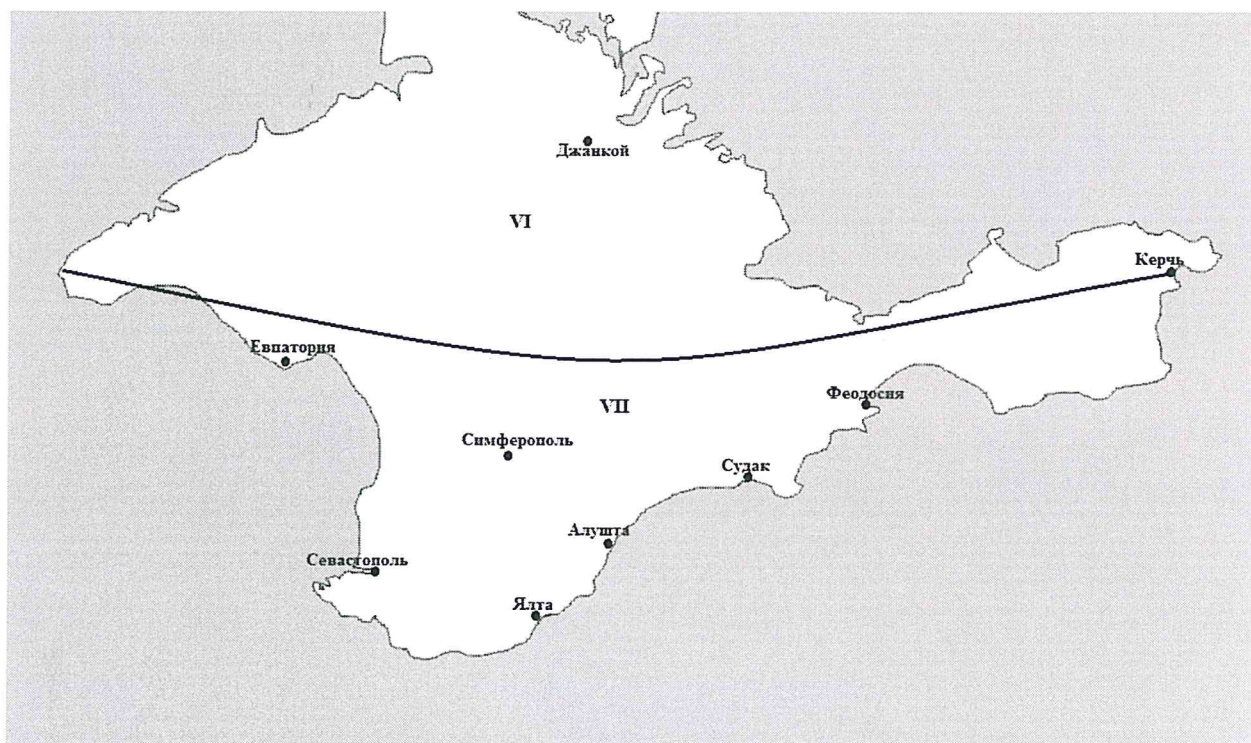 Джанкой
VI
Керчь
Евпатория
Феодосия
VII
Симферополь
Судак
Алушта
Севастополь
Ялта